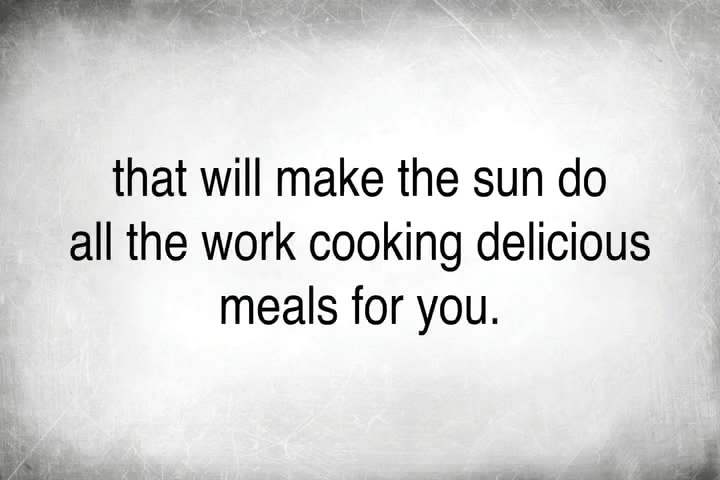 that will make the sun do
all the work cooking delicious
meals for you.